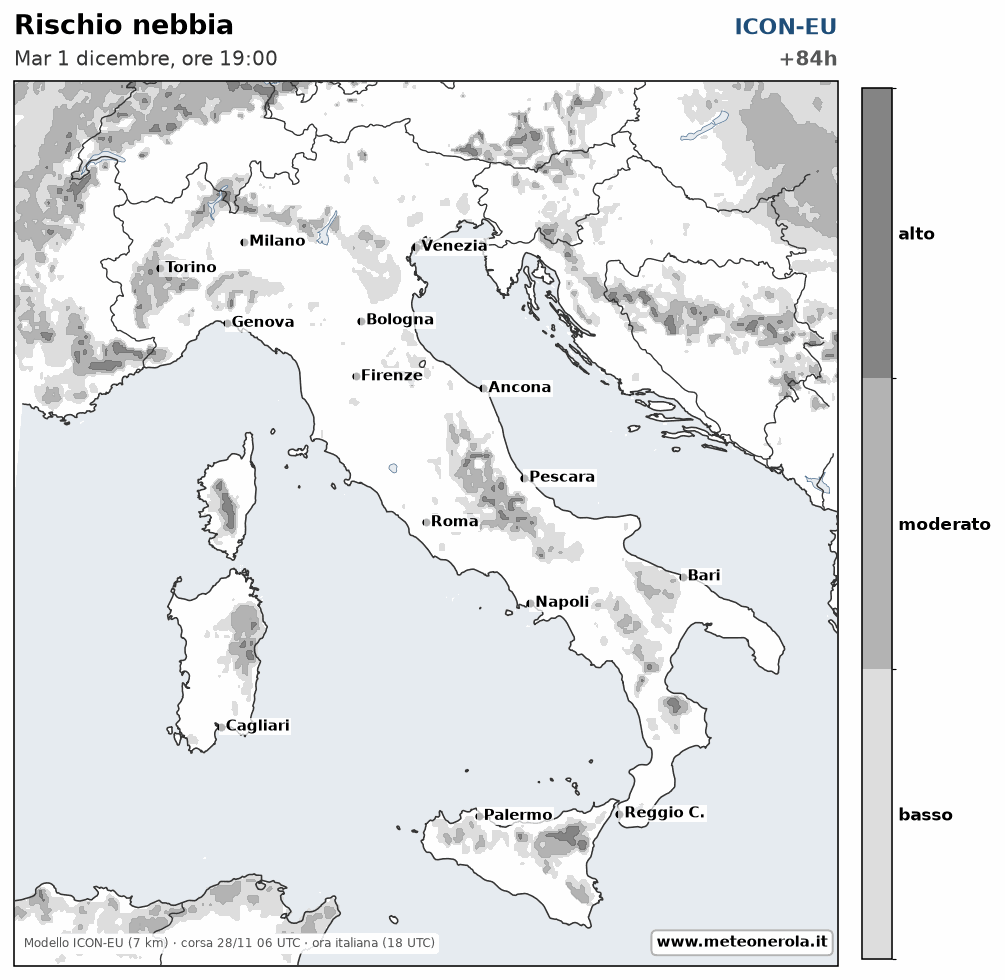 Rischio nebbia
ICON-EU
Mar 1 dicembre, ore 19:00
+84h
alto
Milano
Venezia
Torino
Genova
Bologna
Firenze
Ancona
Pescara
Roma
moderato
Bari
Napoli
Cagliari
Palermo
Reggio C.
basso
Modello ICON-EU (7 km) · corsa 28/11 06 UTC · ora italiana (18 UTC)
www.meteonerola.it